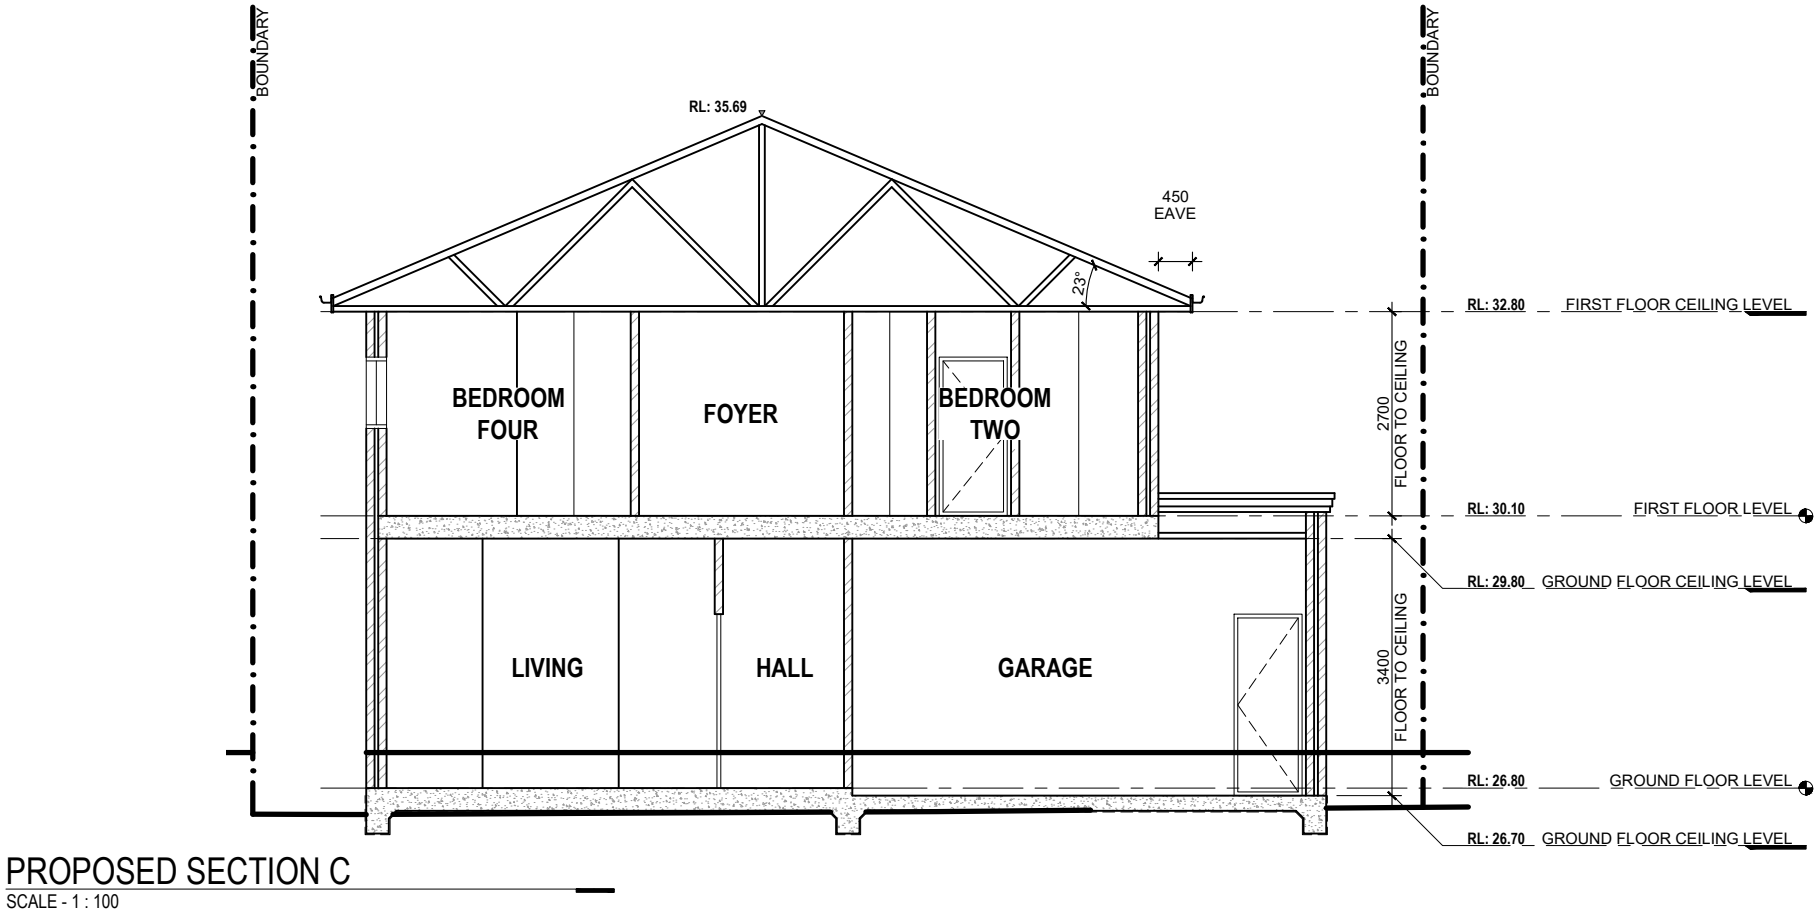 BOUNDARY
BOUNDARY
RL: 35.69
450
EAVE
23°
RL: 32.80 FIRST FLOOR CEILING LEVEL
2700
FLOOR TO CEILING
BEDROOM
FOUR
FOYER
BEDROOM
TWO
RL: 30.10 FIRST FLOOR LEVEL
RL: 29.80 GROUND FLOOR CEILING LEVEL
3400
FLOOR TO CEILING
LIVING
HALL
GARAGE
RL: 26.80 GROUND FLOOR LEVEL
RL: 26.70 GROUND FLOOR CEILING LEVEL
PROPOSED SECTION C
SCALE - 1 : 100